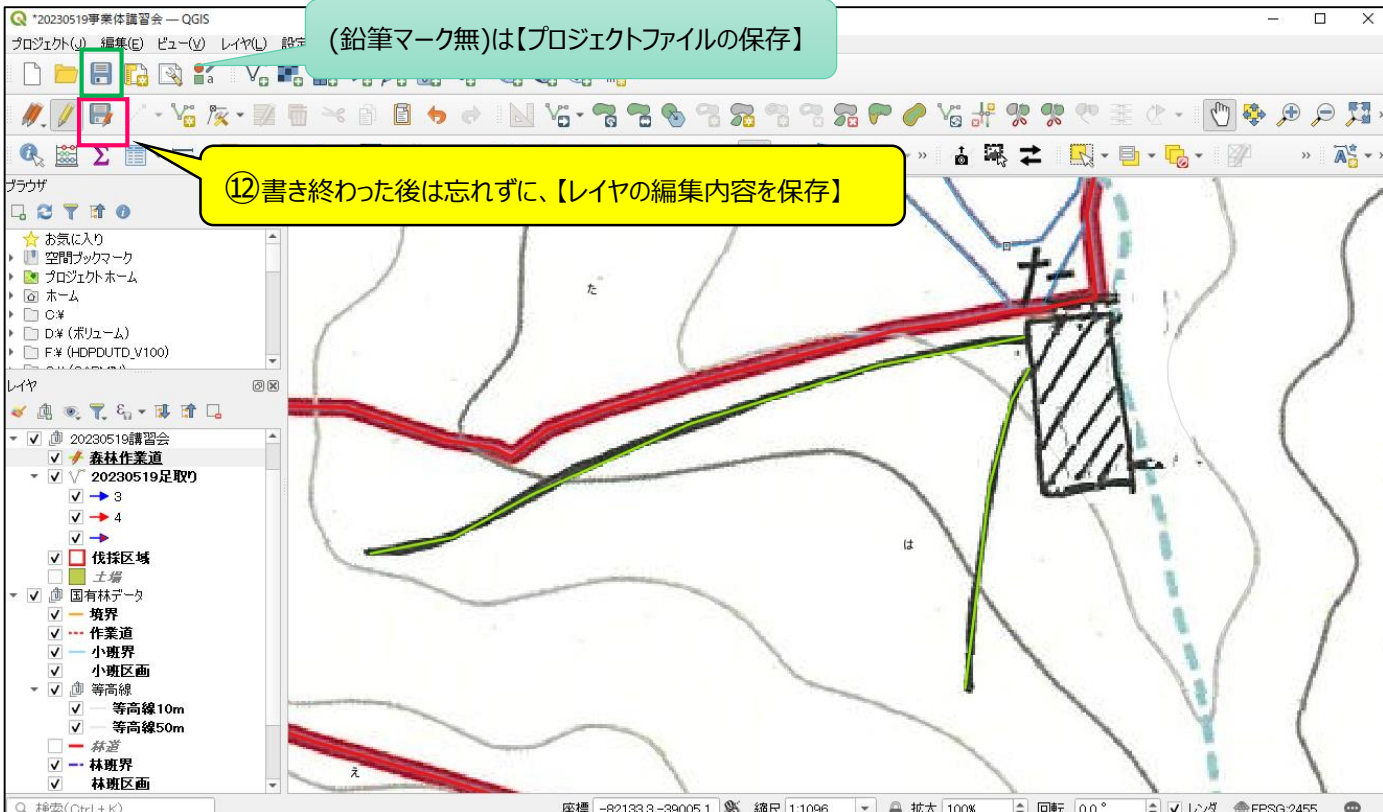 *20230519事業体講習会 — QGIS
(鉛筆マーク無)は【プロジェクトファイルの保存】
プロジェクト(J) 編集(E) ビュー(V) レイヤ(L)
⑫書き終わった後は忘れずに、【レイヤの編集内容を保存】
ブラウザ
お気に入り
空間ブックマーク
プロジェクトホーム
ホーム
C:¥
D:¥ (ボリューム)
F:¥ (HDPDUTD_V100)
レイヤ
20230519講習会
森林作業道
20230519足取り
3
4
伐採区域
土場
国有林データ
境界
作業道
小班界
小班区画
等高線
等高線10m
等高線50m
林道
林班界
林班区画
た
は
え
検索(Ctrl+K)
座標 -82133.3 -39005.1 縮尺 1:1096 拡大 100% 回転 0.0 ° レンダ EPSG:2455